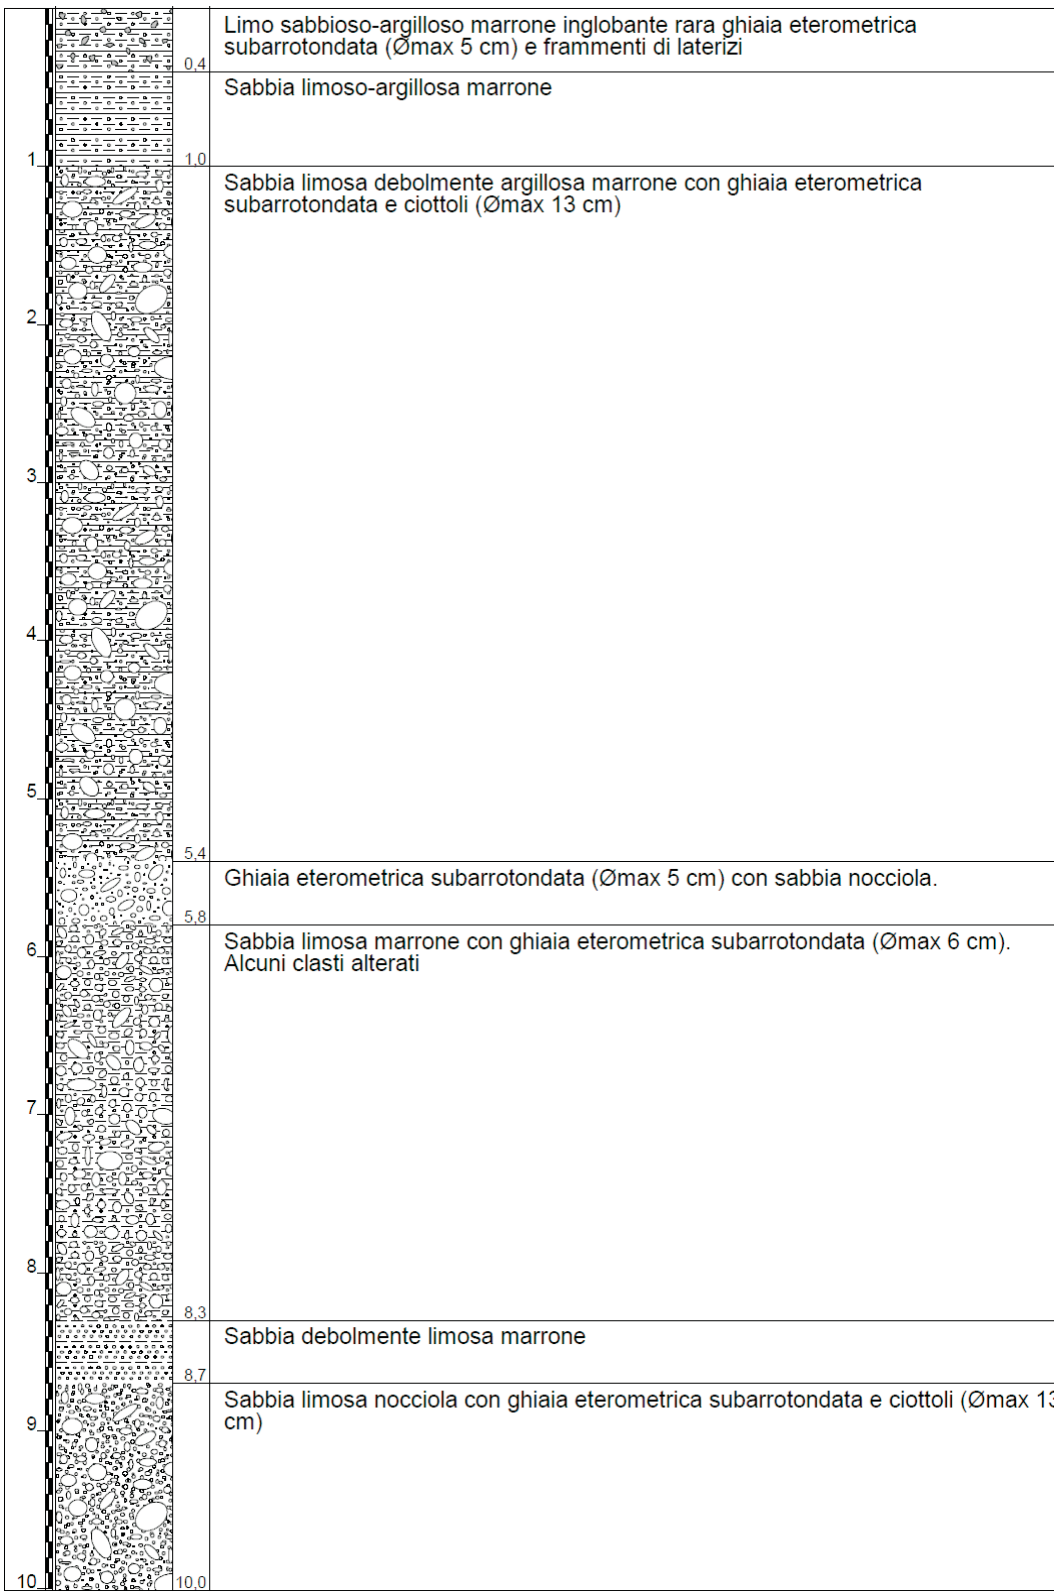 Limo sabbioso-argilloso marrone inglobante rara ghiaia eterometrica
subarrotondata (Ømax 5 cm) e frammenti di laterizi
0,4
Sabbia limoso-argillosa marrone
1
1,0
Sabbia limosa debolmente argillosa marrone con ghiaia eterometrica
subarrotondata e ciottoli (Ømax 13 cm)
2
3
4
5
5,4
Ghiaia eterometrica subarrotondata (Ømax 5 cm) con sabbia nocciola.
5,8
Sabbia limosa marrone con ghiaia eterometrica subarrotondata (Ømax 6 cm).
6
Alcuni clasti alterati
7
8
8,3
Sabbia debolmente limosa marrone
8,7
Sabbia limosa nocciola con ghiaia eterometrica subarrotondata e ciottoli (Ømax 13
9
cm)
10
10,0